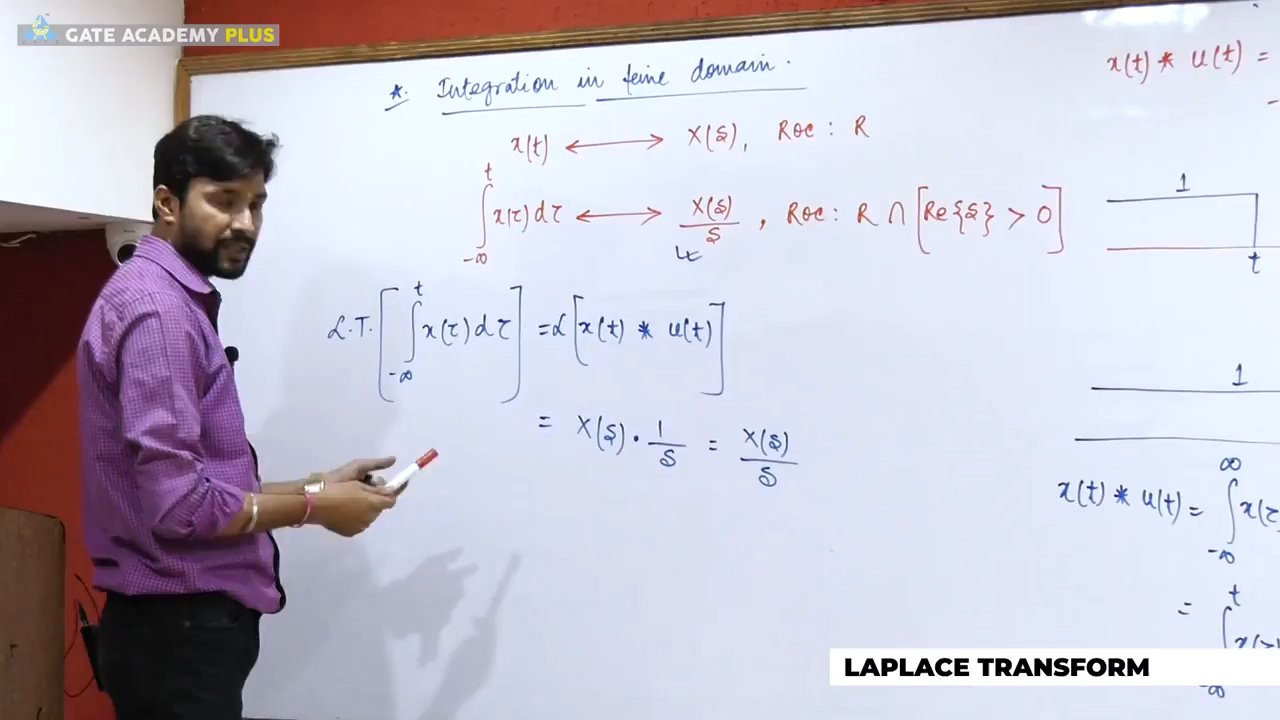 GATE ACADEMY PLUS
*. Integration in time domain.
x(t) ⟷ X(s), ROC : R
∫_{-∞}^{t} x(τ)dτ ⟷ X(s)/s , ROC : R ∩ [Re{s} > 0]
L.T. [∫_{-∞}^{t} x(τ)dτ] = L[x(t) * u(t)]
= X(s) · 1/s = X(s)/s
x(t) * u(t) =
1
t
1
x(t) * u(t) = ∫_{-∞}^{∞} x(τ
= ∫_{-∞}^{t}
LAPLACE TRANSFORM